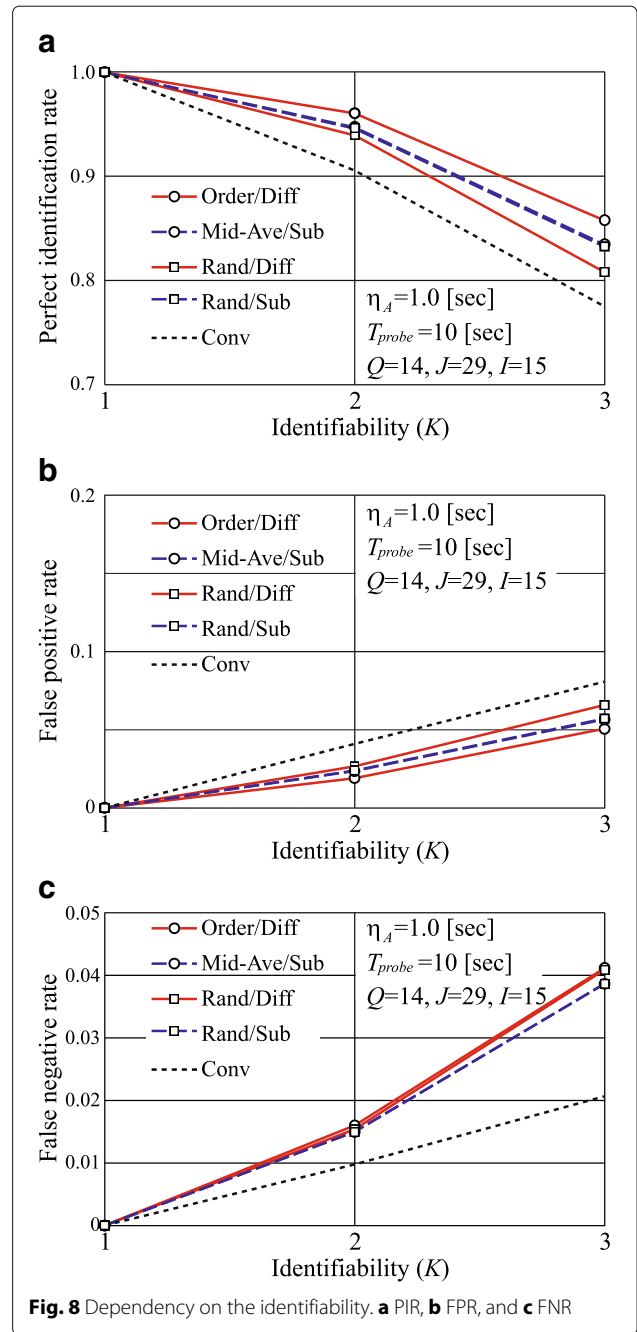 a
1.0
0.9
0.8
0.7
Perfect identification rate
Order/Diff
Mid-Ave/Sub
Rand/Diff
Rand/Sub
Conv
η_A=1.0 [sec]
T_probe=10 [sec]
Q=14, J=29, I=15
1 2 3
Identifiability (K)
b
0.2
0.1
0
False positive rate
Order/Diff
Mid-Ave/Sub
Rand/Diff
Rand/Sub
Conv
η_A=1.0 [sec]
T_probe=10 [sec]
Q=14, J=29, I=15
1 2 3
Identifiability (K)
c
0.05
0.04
0.03
0.02
0.01
0
False negative rate
Order/Diff
Mid-Ave/Sub
Rand/Diff
Rand/Sub
Conv
η_A=1.0 [sec]
T_probe=10 [sec]
Q=14, J=29, I=15
1 2 3
Identifiability (K)
Fig. 8 Dependency on the identifiability. a PIR, b FPR, and c FNR